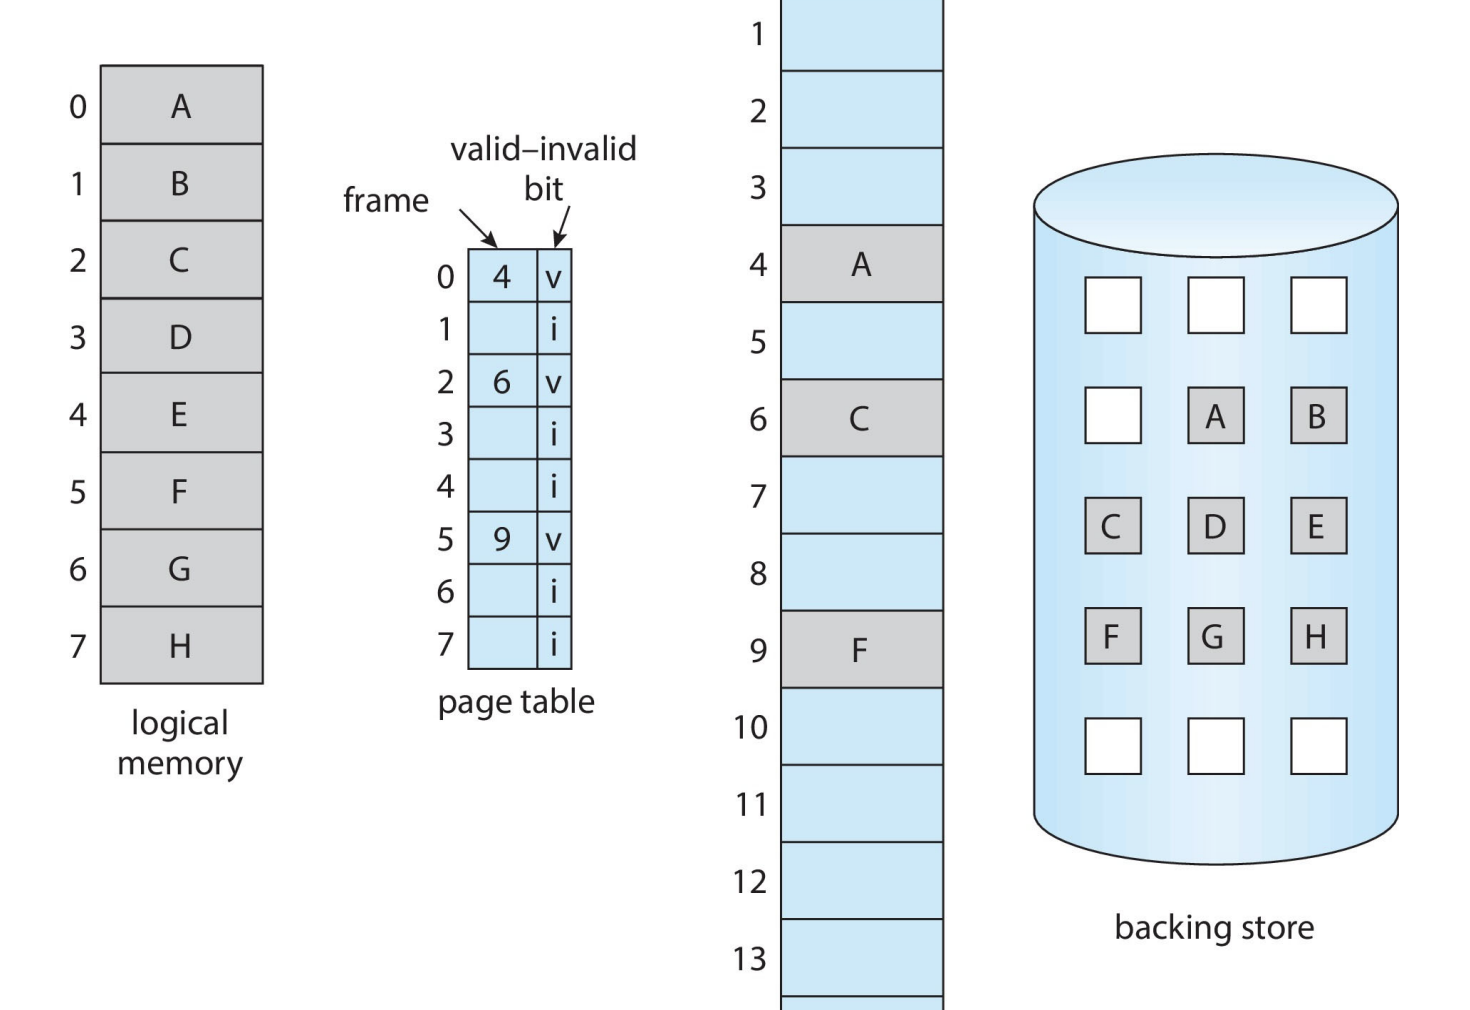 0 A
1 B
2 C
3 D
4 E
5 F
6 G
7 H
logical
memory
valid–invalid
bit
frame
0 4 v
1 i
2 6 v
3 i
4 i
5 9 v
6 i
7 i
page table
1
2
3
4 A
5
6 C
7
8
9 F
10
11
12
13
A B
C D E
F G H
backing store